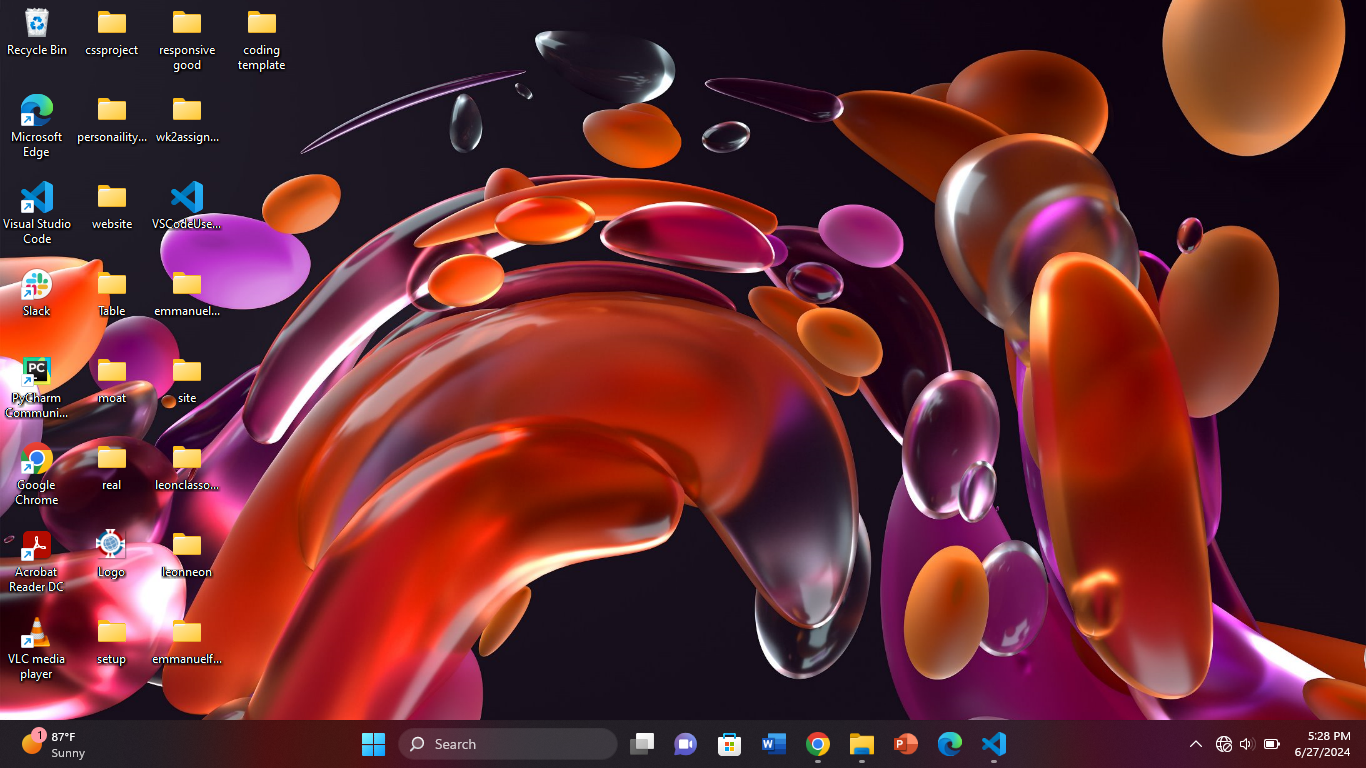 Recycle Bin
cssproject
responsive
good
coding
template
Microsoft
Edge
personaility...
wk2assign...
Visual Studio
Code
website
VSCodeUse...
Slack
Table
emmanuel...
PC
PyCharm
Communi...
moat
site
Google
Chrome
real
leonclasso...
Acrobat
Reader DC
Logo
leonneon
VLC media
player
setup
emmanuelf...
1
87°F
Sunny
Search
W
P
5:28 PM
6/27/2024